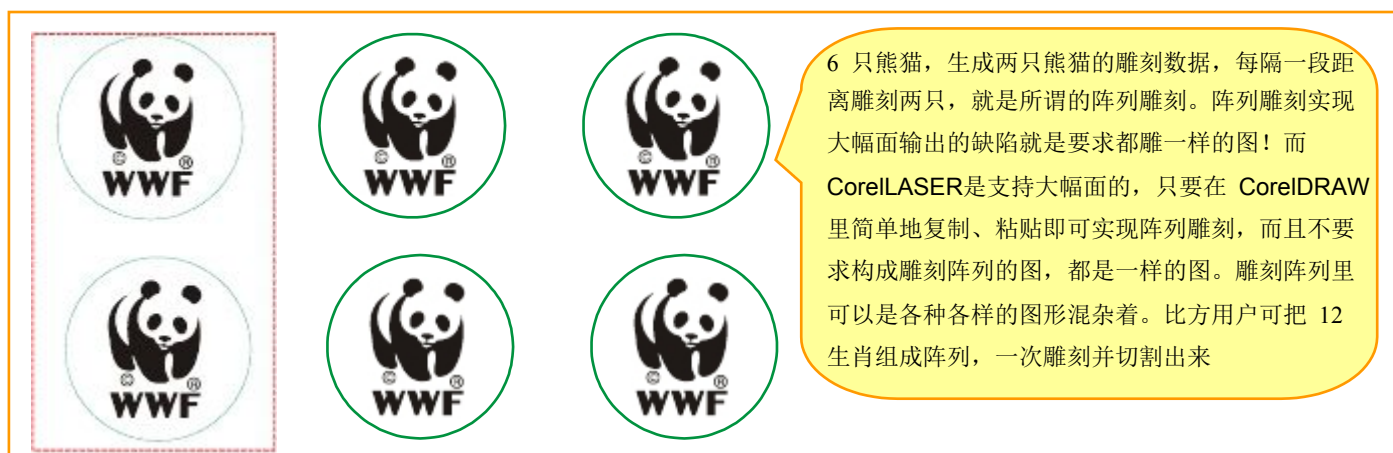 © ®
WWF
© ®
WWF
© ®
WWF
© ®
WWF
© ®
WWF
© ®
WWF
6 只熊猫，生成两只熊猫的雕刻数据，每隔一段距
离雕刻两只，就是所谓的阵列雕刻。阵列雕刻实现
大幅面输出的缺陷就是要求都雕一样的图！而
CorelLASER是支持大幅面的，只要在 CorelDRAW
里简单地复制、粘贴即可实现阵列雕刻，而且不要
求构成雕刻阵列的图，都是一样的图。雕刻阵列里
可以是各种各样的图形混杂着。比方用户可把 12
生肖组成阵列，一次雕刻并切割出来